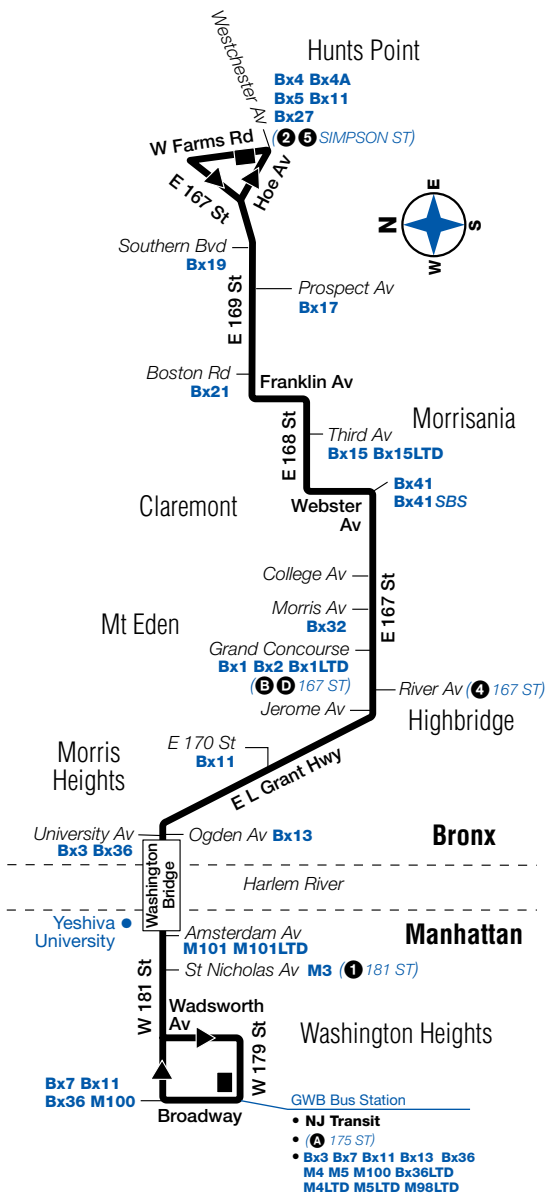 Westchester Av
Hunts Point
Bx4 Bx4A
Bx5 Bx11
Bx27
(2 5 SIMPSON ST)
W Farms Rd
E 167 St
Hoe Av
N E S W
Southern Blvd
Bx19
Prospect Av
Bx17
E 169 St
Boston Rd
Bx21
Franklin Av
Morrisania
E 168 St
Third Av
Bx15 Bx15LTD
Bx41
Bx41 SBS
Claremont
Webster
Av
College Av
E 167 St
Morris Av
Bx32
Mt Eden
Grand Concourse
Bx1 Bx2 Bx1LTD
(B D 167 ST)
River Av (4 167 ST)
Jerome Av
Highbridge
E 170 St
Bx11
Morris
Heights
E L Grant Hwy
University Av
Bx3 Bx36
Ogden Av Bx13
Bronx
Washington
Bridge
Harlem River
Yeshiva
University
Amsterdam Av
M101 M101LTD
Manhattan
St Nicholas Av M3 (1 181 ST)
W 181 St
Wadsworth
Av
W 179 St
Washington Heights
Bx7 Bx11
Bx36 M100
Broadway
GWB Bus Station
• NJ Transit
• (A 175 ST)
• Bx3 Bx7 Bx11 Bx13 Bx36
M4 M5 M100 Bx36LTD
M4LTD M5LTD M98LTD